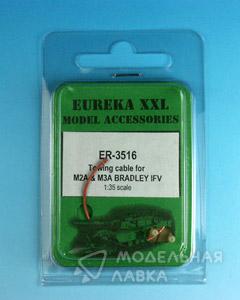 EUREKA XXL
MODEL ACCESSORIES
ER-3516
Towing cable for
M2A & M3A BRADLEY IFV
1:35 scale
МОДЕЛЬНАЯ
ЛАВКА